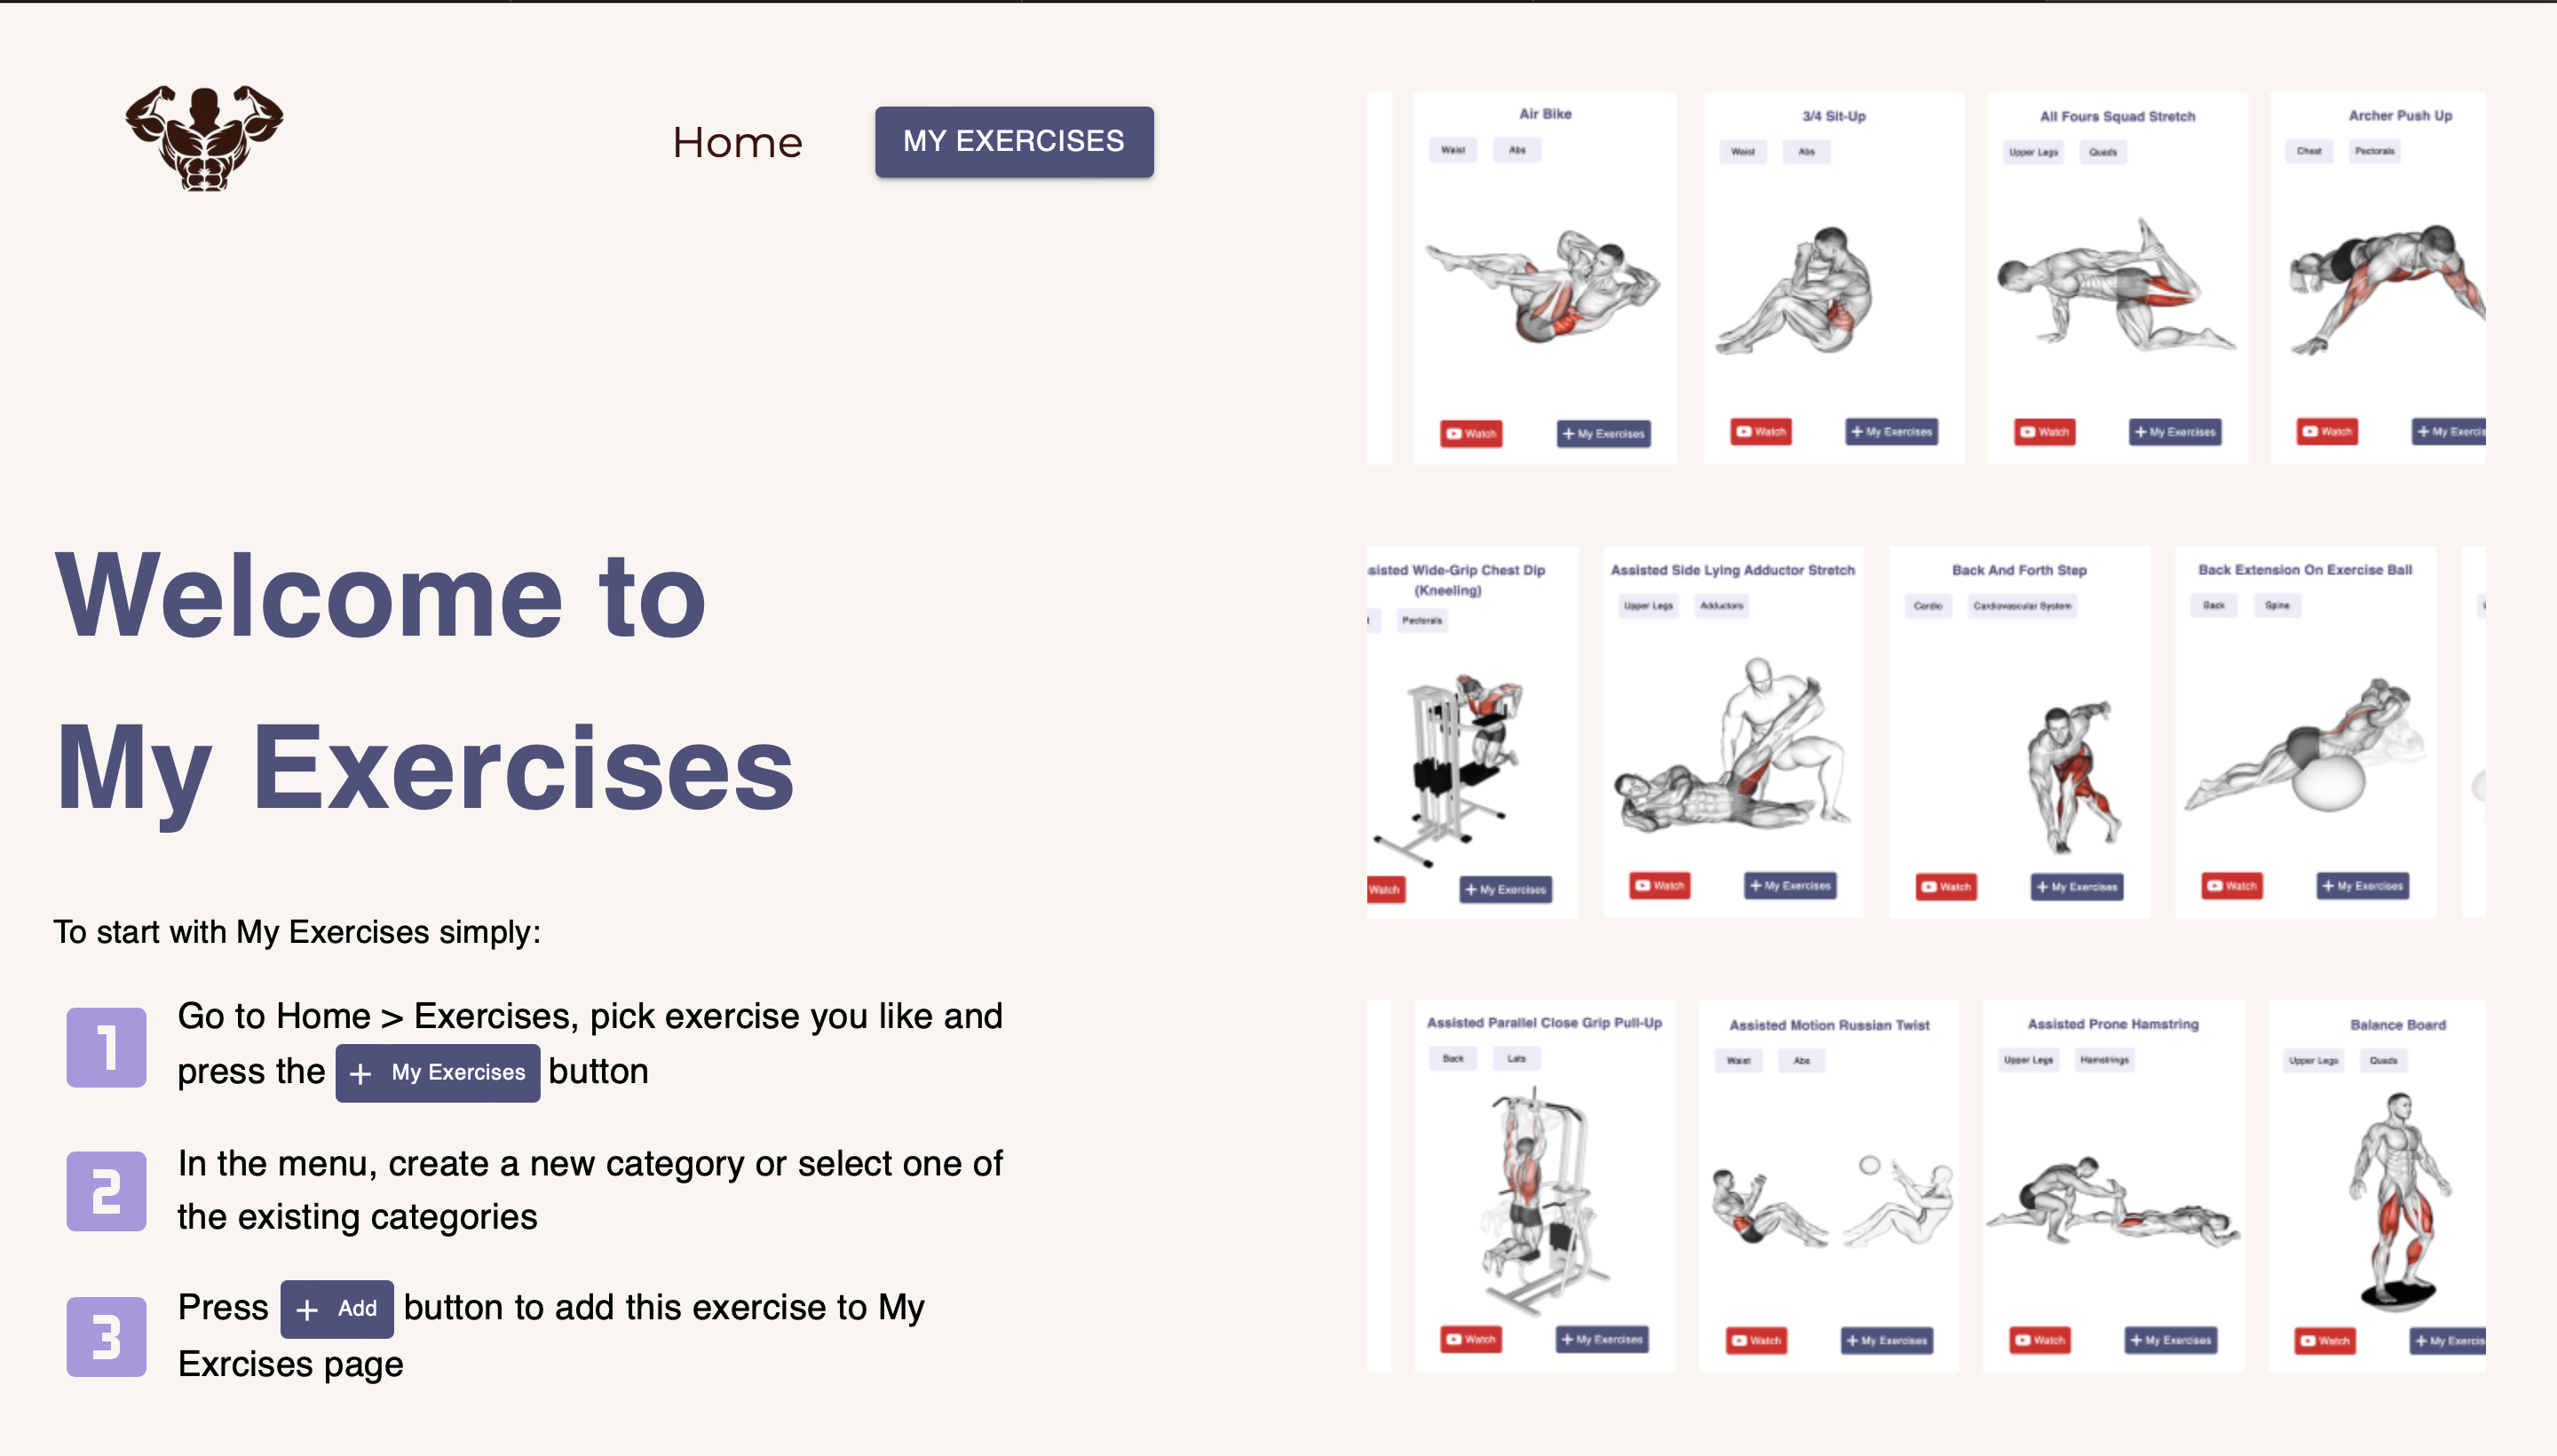 Home
MY EXERCISES
Welcome to
My Exercises
To start with My Exercises simply:
1
Go to Home > Exercises, pick exercise you like and
press the + My Exercises button
2
In the menu, create a new category or select one of
the existing categories
3
Press + Add button to add this exercise to My
Exrcises page
Air Bike
Waist
Abs
Watch
+ My Exercises
3/4 Sit-Up
Waist
Abs
Watch
+ My Exercises
All Fours Squad Stretch
Upper Legs
Quads
Watch
+ My Exercises
Archer Push Up
Chest
Pectorals
Watch
+ My Exercis
sisted Wide-Grip Chest Dip
(Kneeling)
Pectorals
Watch
+ My Exercises
Assisted Side Lying Adductor Stretch
Upper Legs
Adductors
Watch
+ My Exercises
Back And Forth Step
Cardio
Cardiovascular System
Watch
+ My Exercises
Back Extension On Exercise Ball
Back
Spine
Watch
+ My Exercises
Assisted Parallel Close Grip Pull-Up
Back
Lats
Watch
+ My Exercises
Assisted Motion Russian Twist
Waist
Abs
Watch
+ My Exercises
Assisted Prone Hamstring
Upper Legs
Hamstrings
Watch
+ My Exercises
Balance Board
Upper Legs
Quads
Watch
+ My Exercis